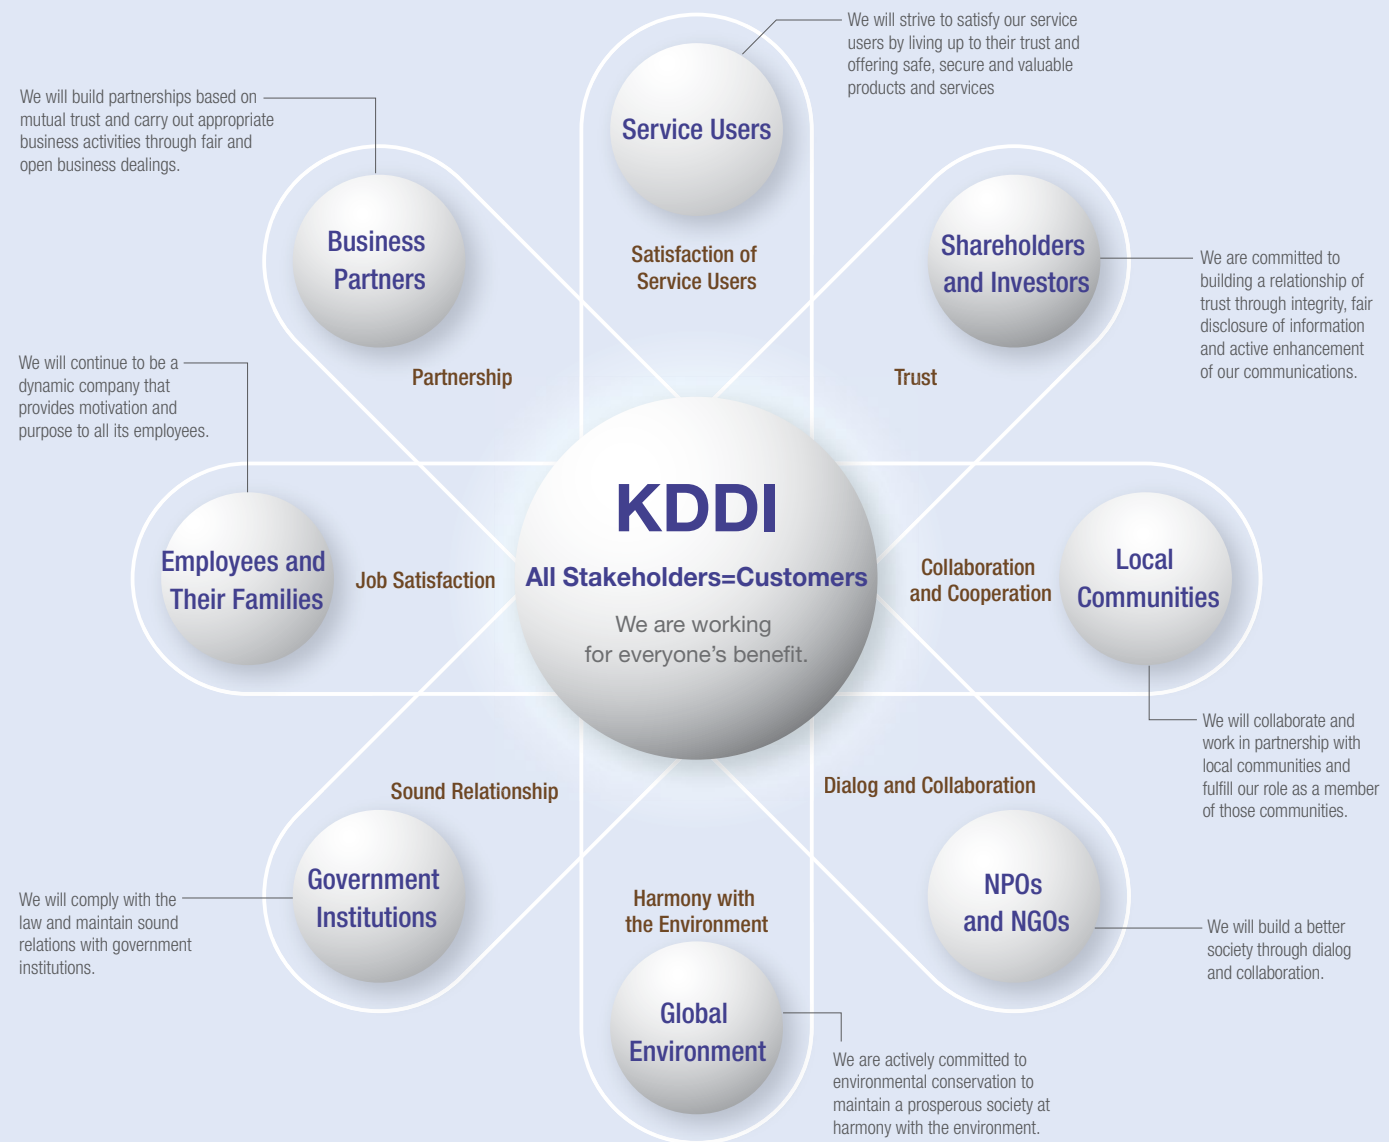 We will strive to satisfy our service
users by living up to their trust and
offering safe, secure and valuable
products and services
Service Users
Satisfaction of
Service Users
We will build partnerships based on
mutual trust and carry out appropriate
business activities through fair and
open business dealings.
Business
Partners
Partnership
Shareholders
and Investors
Trust
We are committed to
building a relationship of
trust through integrity, fair
disclosure of information
and active enhancement
of our communications.
We will continue to be a
dynamic company that
provides motivation and
purpose to all its employees.
Employees and
Their Families
Job Satisfaction
KDDI
All Stakeholders=Customers
We are working
for everyone’s benefit.
Collaboration
and Cooperation
Local
Communities
We will collaborate and
work in partnership with
local communities and
fulfill our role as a member
of those communities.
Sound Relationship
Government
Institutions
We will comply with the
law and maintain sound
relations with government
institutions.
Harmony with
the Environment
Global
Environment
We are actively committed to
environmental conservation to
maintain a prosperous society at
harmony with the environment.
Dialog and Collaboration
NPOs
and NGOs
We will build a better
society through dialog
and collaboration.